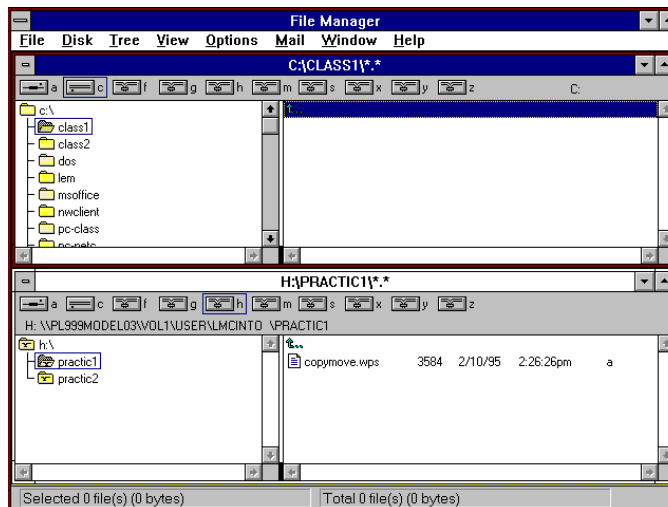 File Manager
File Disk Tree View Options Mail Window Help
C:\CLASS1\*.*
a c f g h m s x y z C:
c:\
class1
class2
dos
lem
msoffice
nwclient
pc-class
pc-netc
..
H:\PRACTIC1\*.*
a c f g h m s x y z
H: \\PL999MODEL03\VOL1\USER\LMCINTO \PRACTIC1
h:\
practic1
practic2
..
copymove.wps 3584 2/10/95 2:26:26pm a
Selected 0 file(s) (0 bytes) Total 0 file(s) (0 bytes)